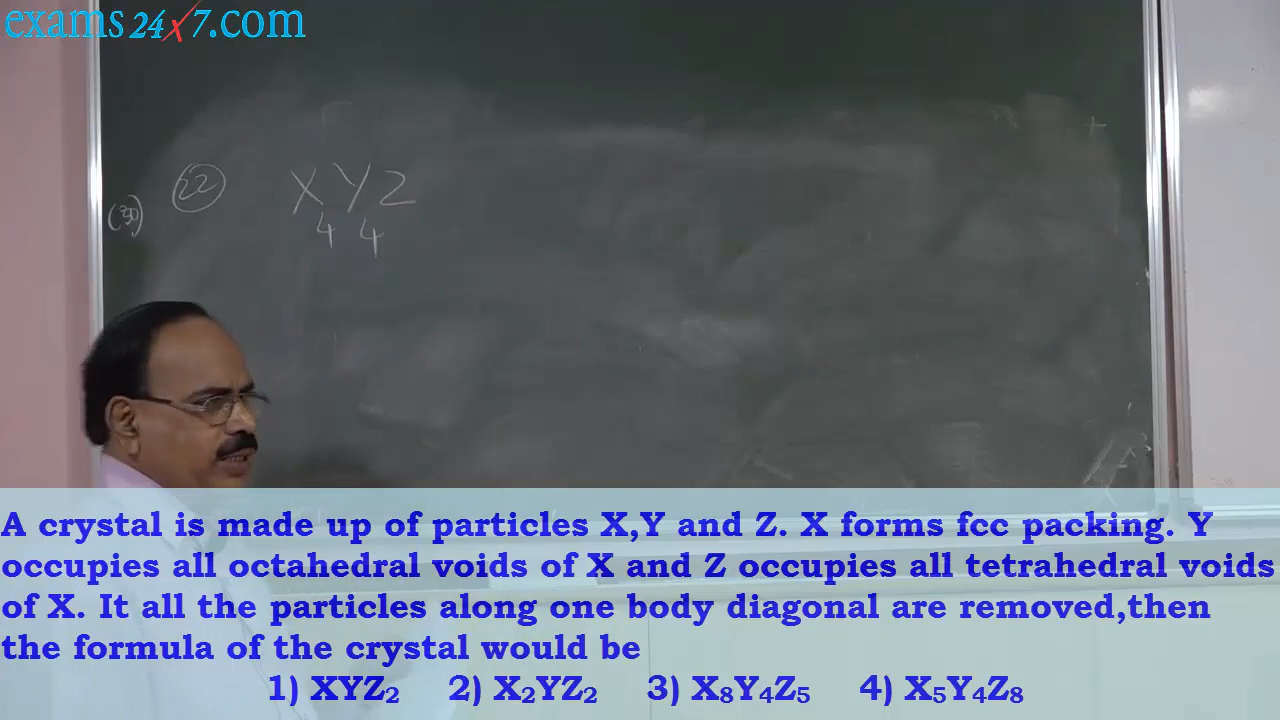 exams24x7.com
(30) 22 XYZ
4 4
A crystal is made up of particles X,Y and Z. X forms fcc packing. Y
occupies all octahedral voids of X and Z occupies all tetrahedral voids
of X. It all the particles along one body diagonal are removed,then
the formula of the crystal would be
1) XYZ₂ 2) X₂YZ₂ 3) X₈Y₄Z₅ 4) X₅Y₄Z₈